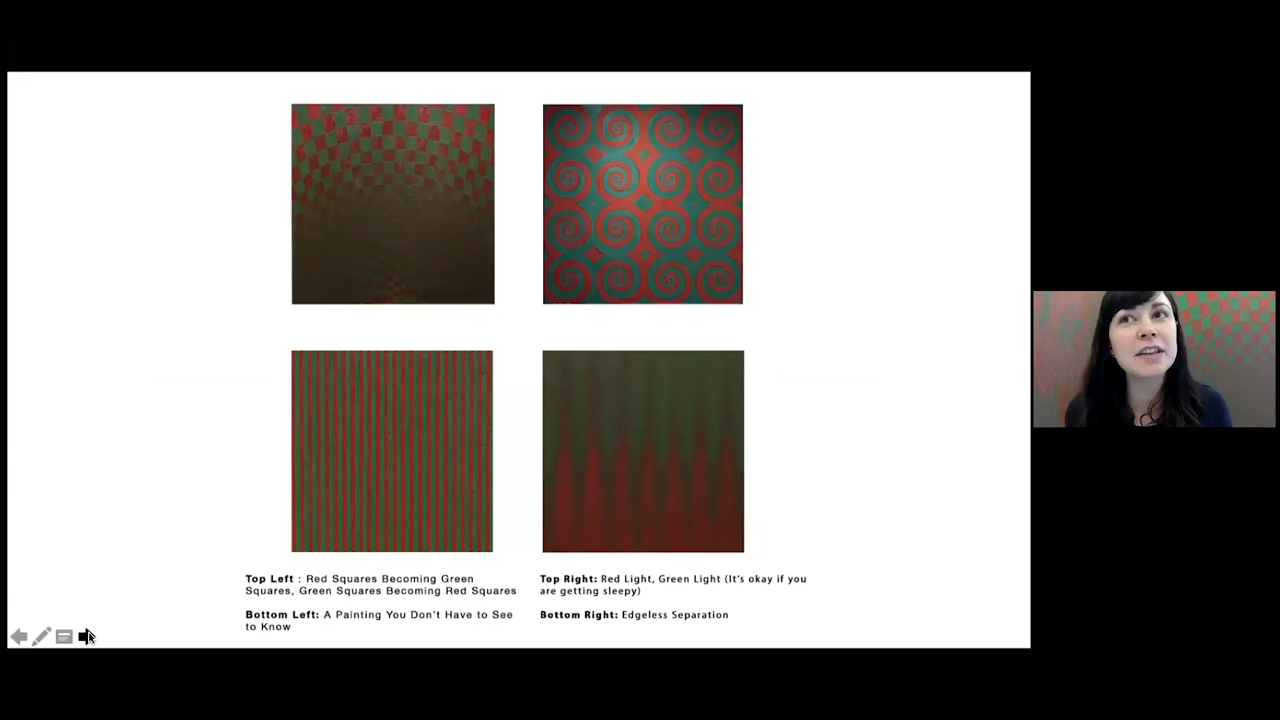 Top Left : Red Squares Becoming Green
Squares, Green Squares Becoming Red Squares
Bottom Left: A Painting You Don't Have to See
to Know
Top Right: Red Light, Green Light (It's okay if you
are getting sleepy)
Bottom Right: Edgeless Separation